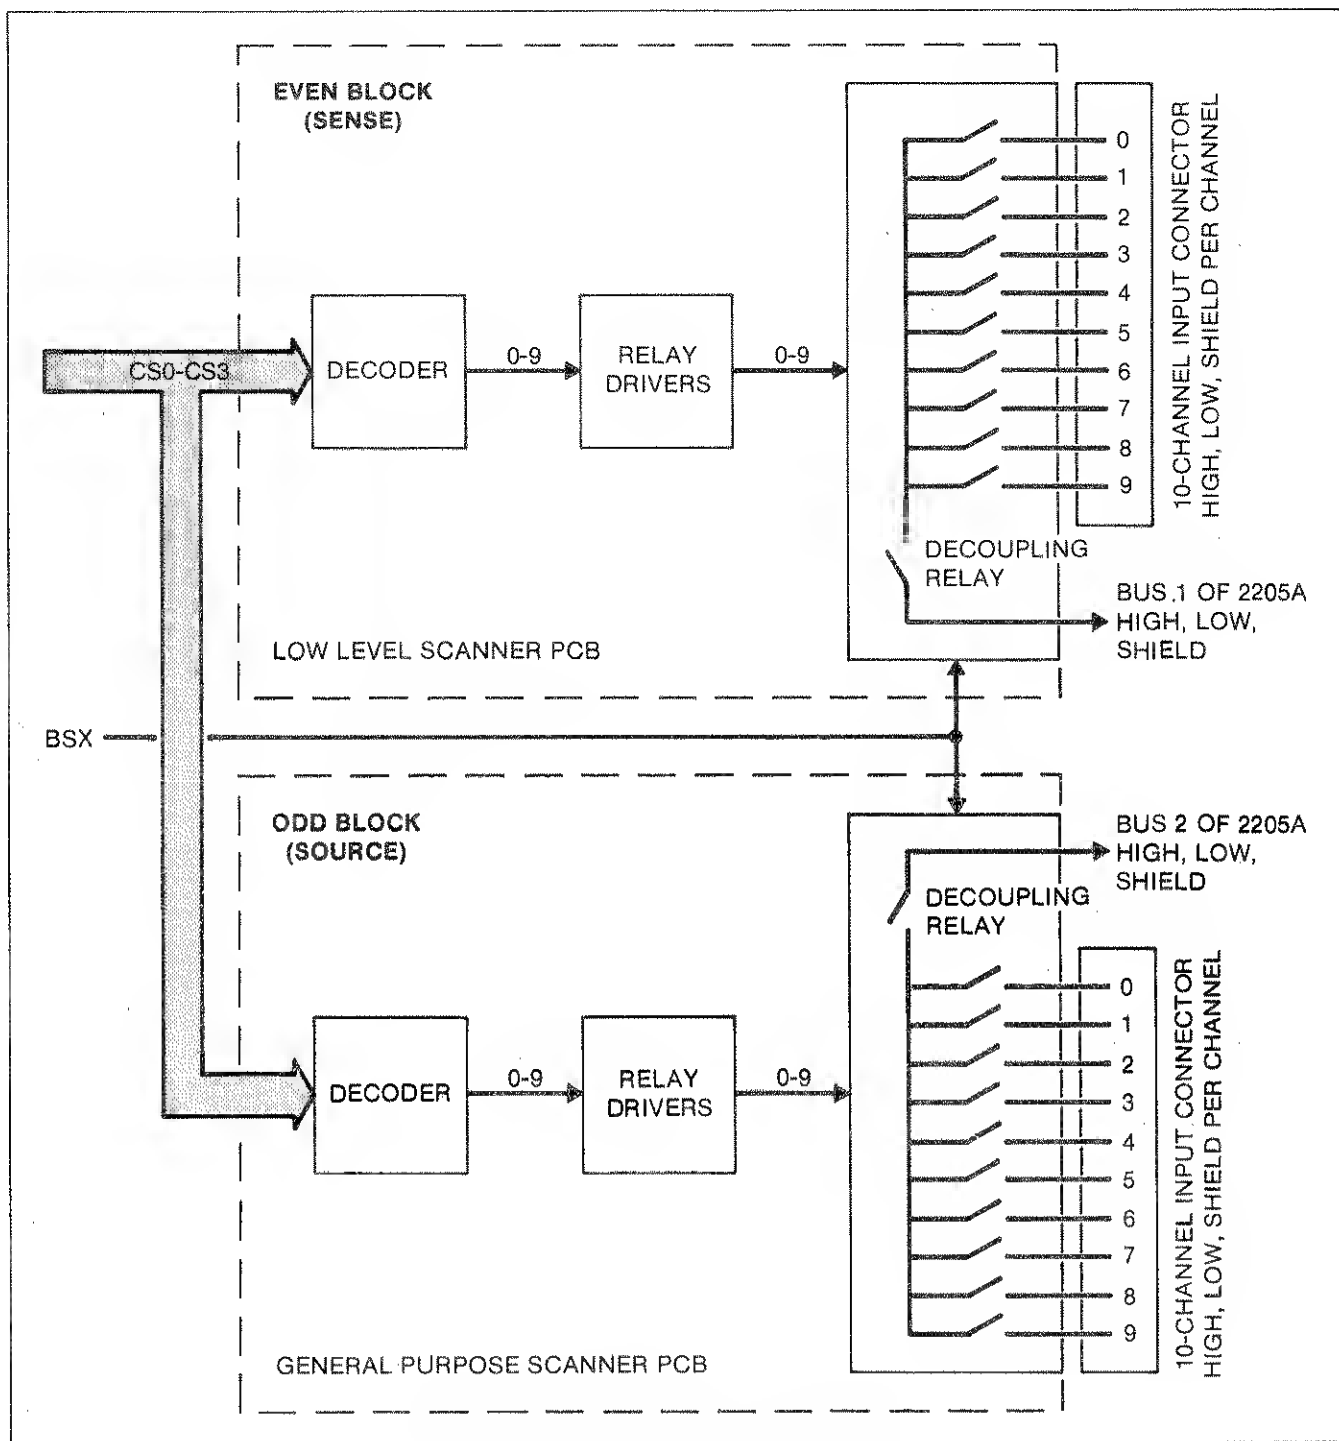 EVEN BLOCK
(SENSE)
CS0-CS3
DECODER
0-9
RELAY
DRIVERS
0-9
0
1
2
3
4
5
6
7
8
9
10-CHANNEL INPUT CONNECTOR
HIGH, LOW, SHIELD PER CHANNEL
DECOUPLING
RELAY
BUS.1 OF 2205A
HIGH, LOW,
SHIELD
LOW LEVEL SCANNER PCB
BSX
ODD BLOCK
(SOURCE)
BUS 2 OF 2205A
HIGH, LOW,
SHIELD
DECOUPLING
RELAY
DECODER
0-9
RELAY
DRIVERS
0-9
0
1
2
3
4
5
6
7
8
9
10-CHANNEL INPUT CONNECTOR
HIGH, LOW, SHIELD PER CHANNEL
GENERAL PURPOSE SCANNER PCB